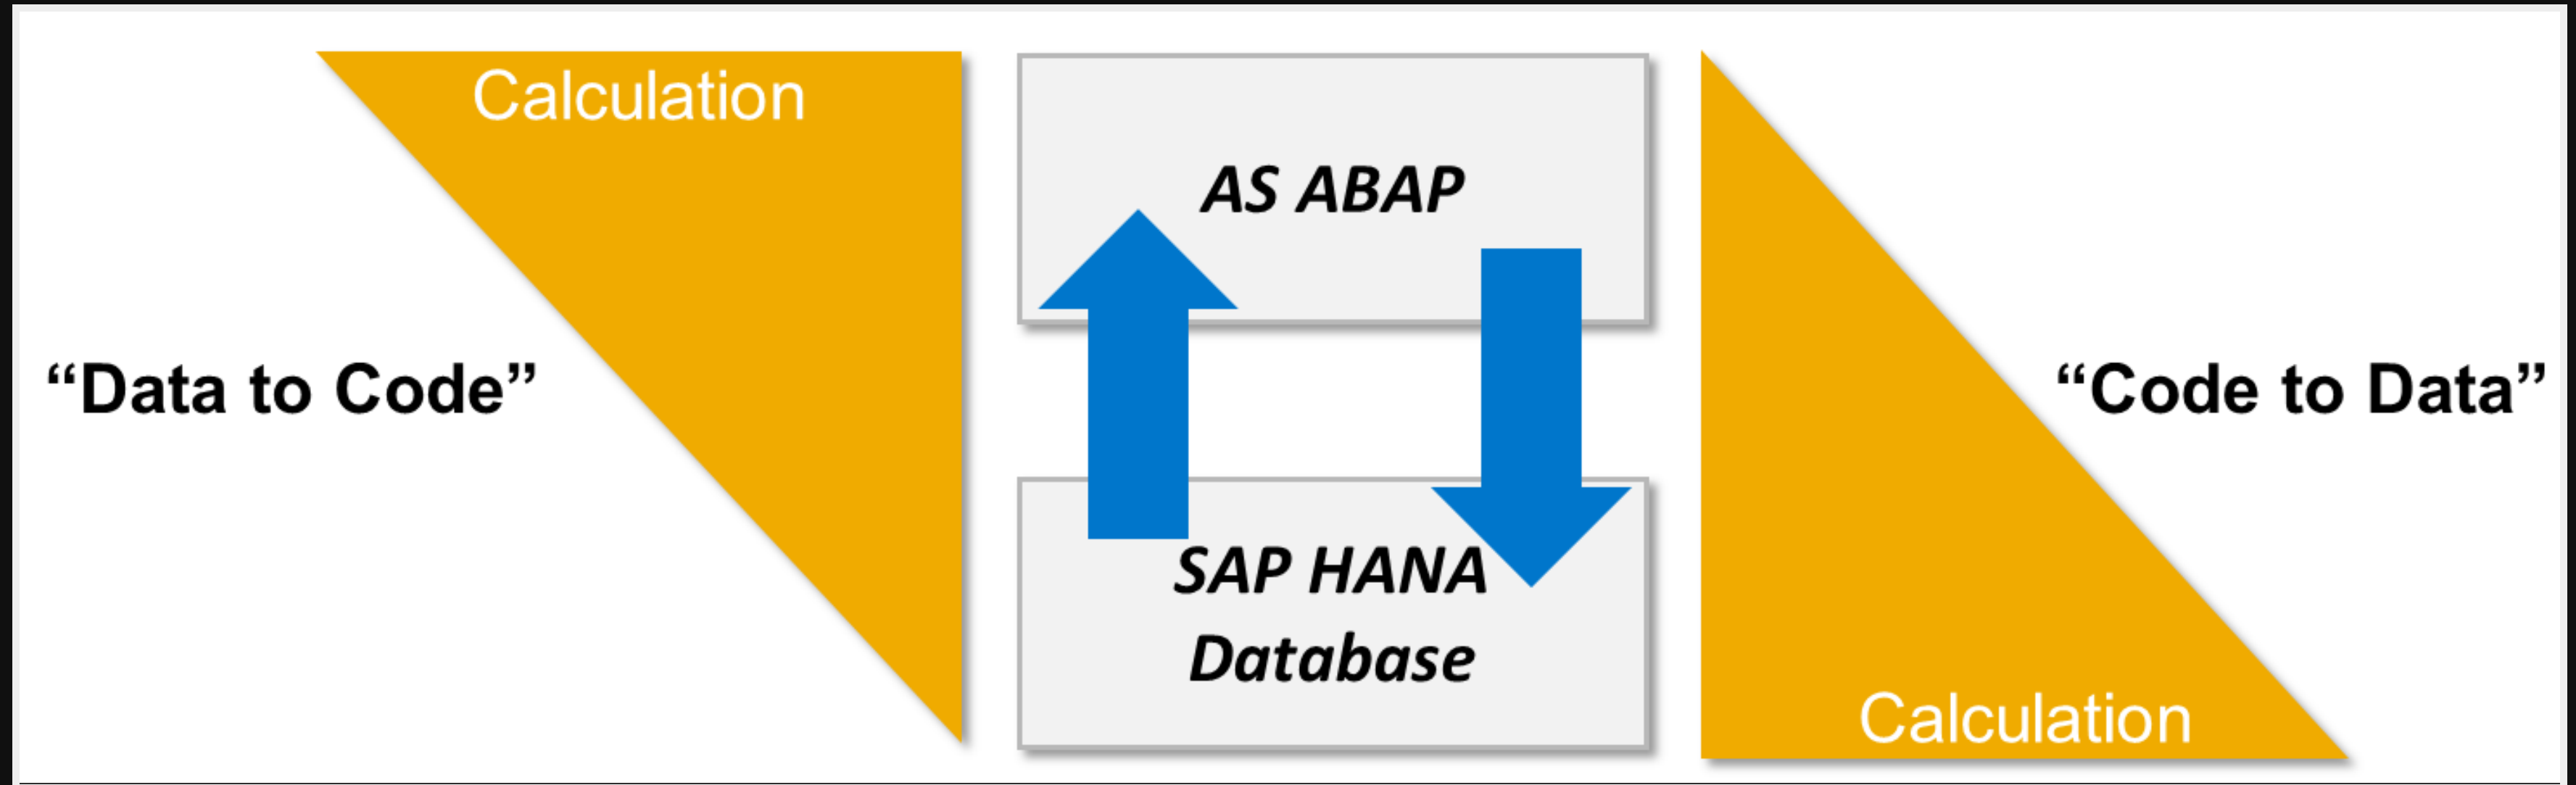 Calculation
AS ABAP
“Data to Code”
“Code to Data”
SAP HANA
Database
Calculation